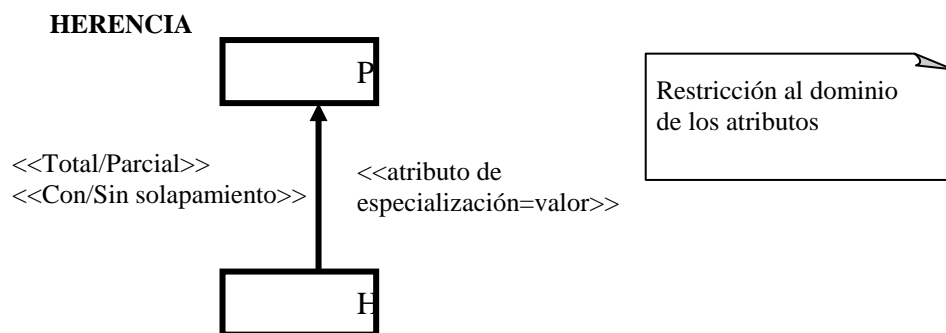 HERENCIA
P
Restricción al dominio
de los atributos
<<Total/Parcial>>
<<Con/Sin solapamiento>>
<<atributo de
especialización=valor>>
H